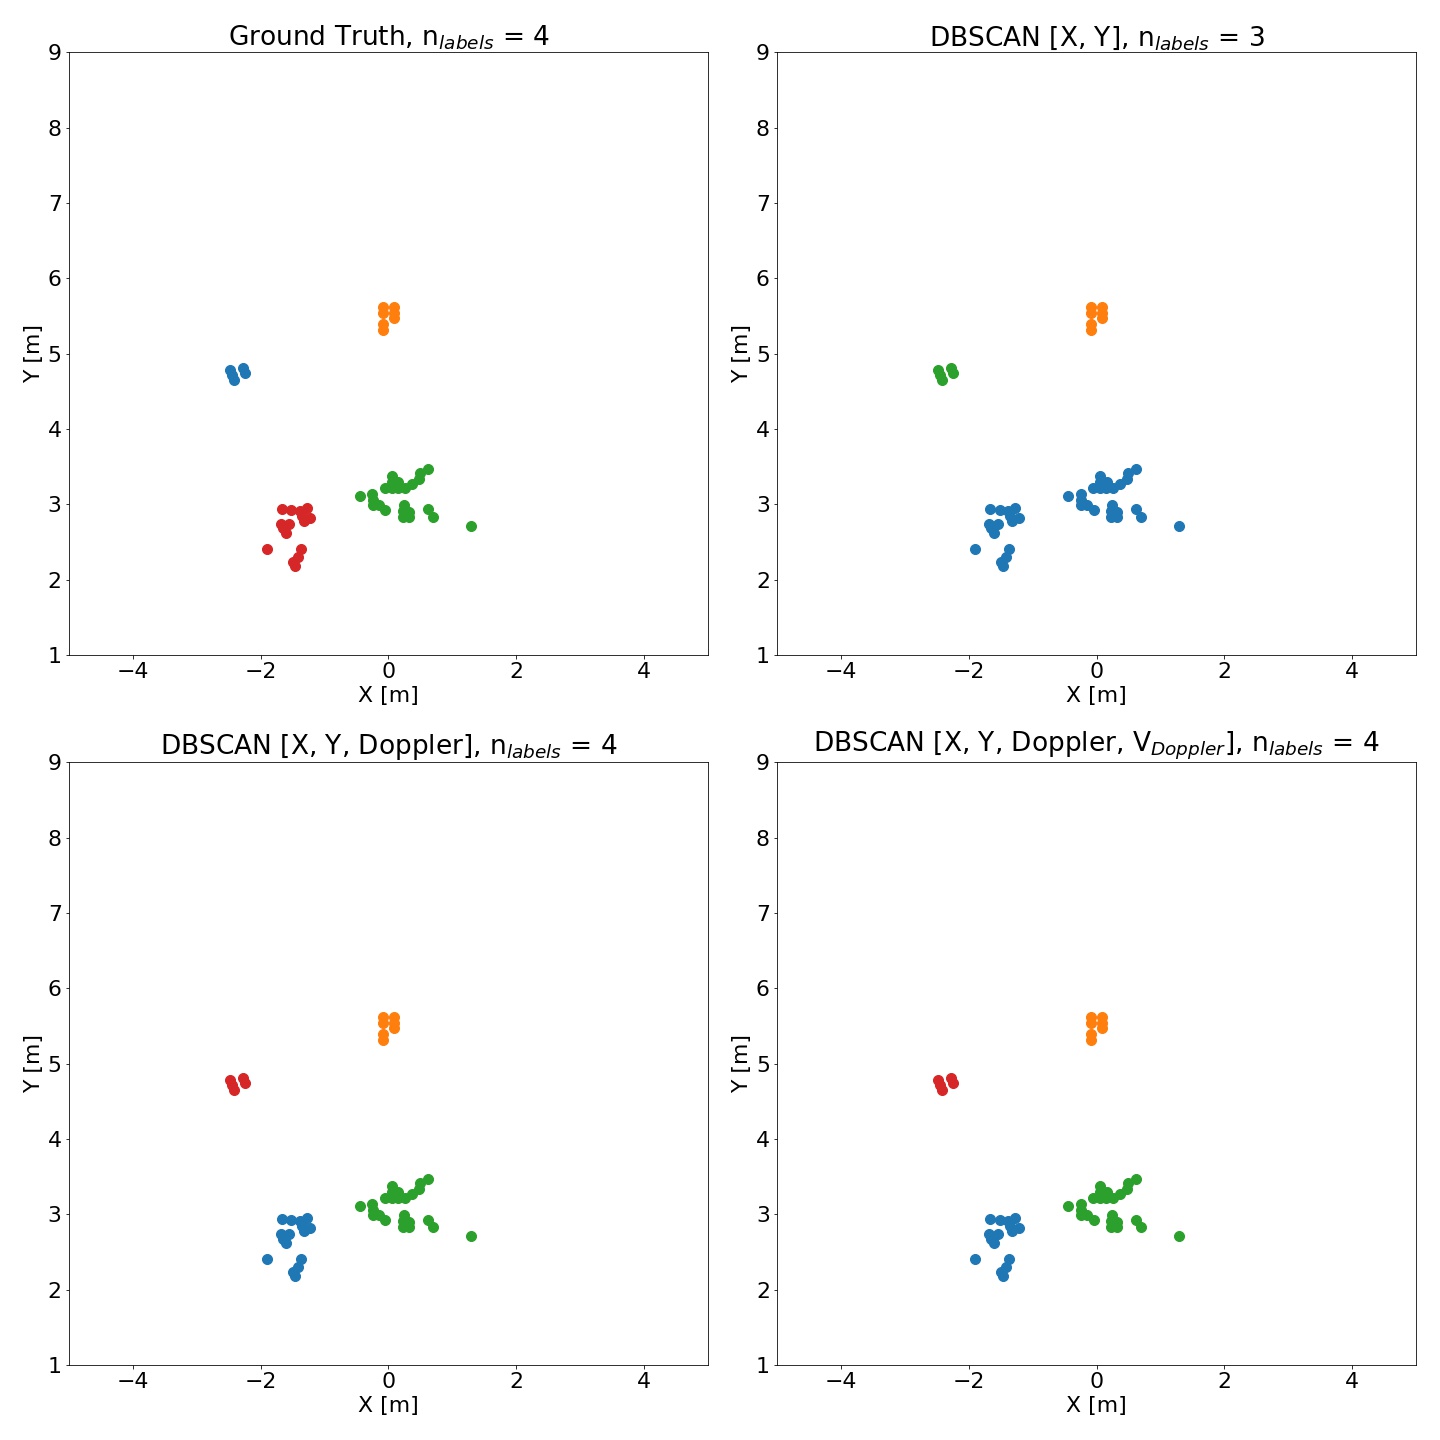 Ground Truth, n_labels = 4
9
8
7
6
5
4
3
2
1
−4 −2 0 2 4
X [m]
Y [m]
DBSCAN [X, Y], n_labels = 3
9
8
7
6
5
4
3
2
1
−4 −2 0 2 4
X [m]
Y [m]
DBSCAN [X, Y, Doppler], n_labels = 4
9
8
7
6
5
4
3
2
1
−4 −2 0 2 4
X [m]
Y [m]
DBSCAN [X, Y, Doppler, V_Doppler], n_labels = 4
9
8
7
6
5
4
3
2
1
−4 −2 0 2 4
X [m]
Y [m]